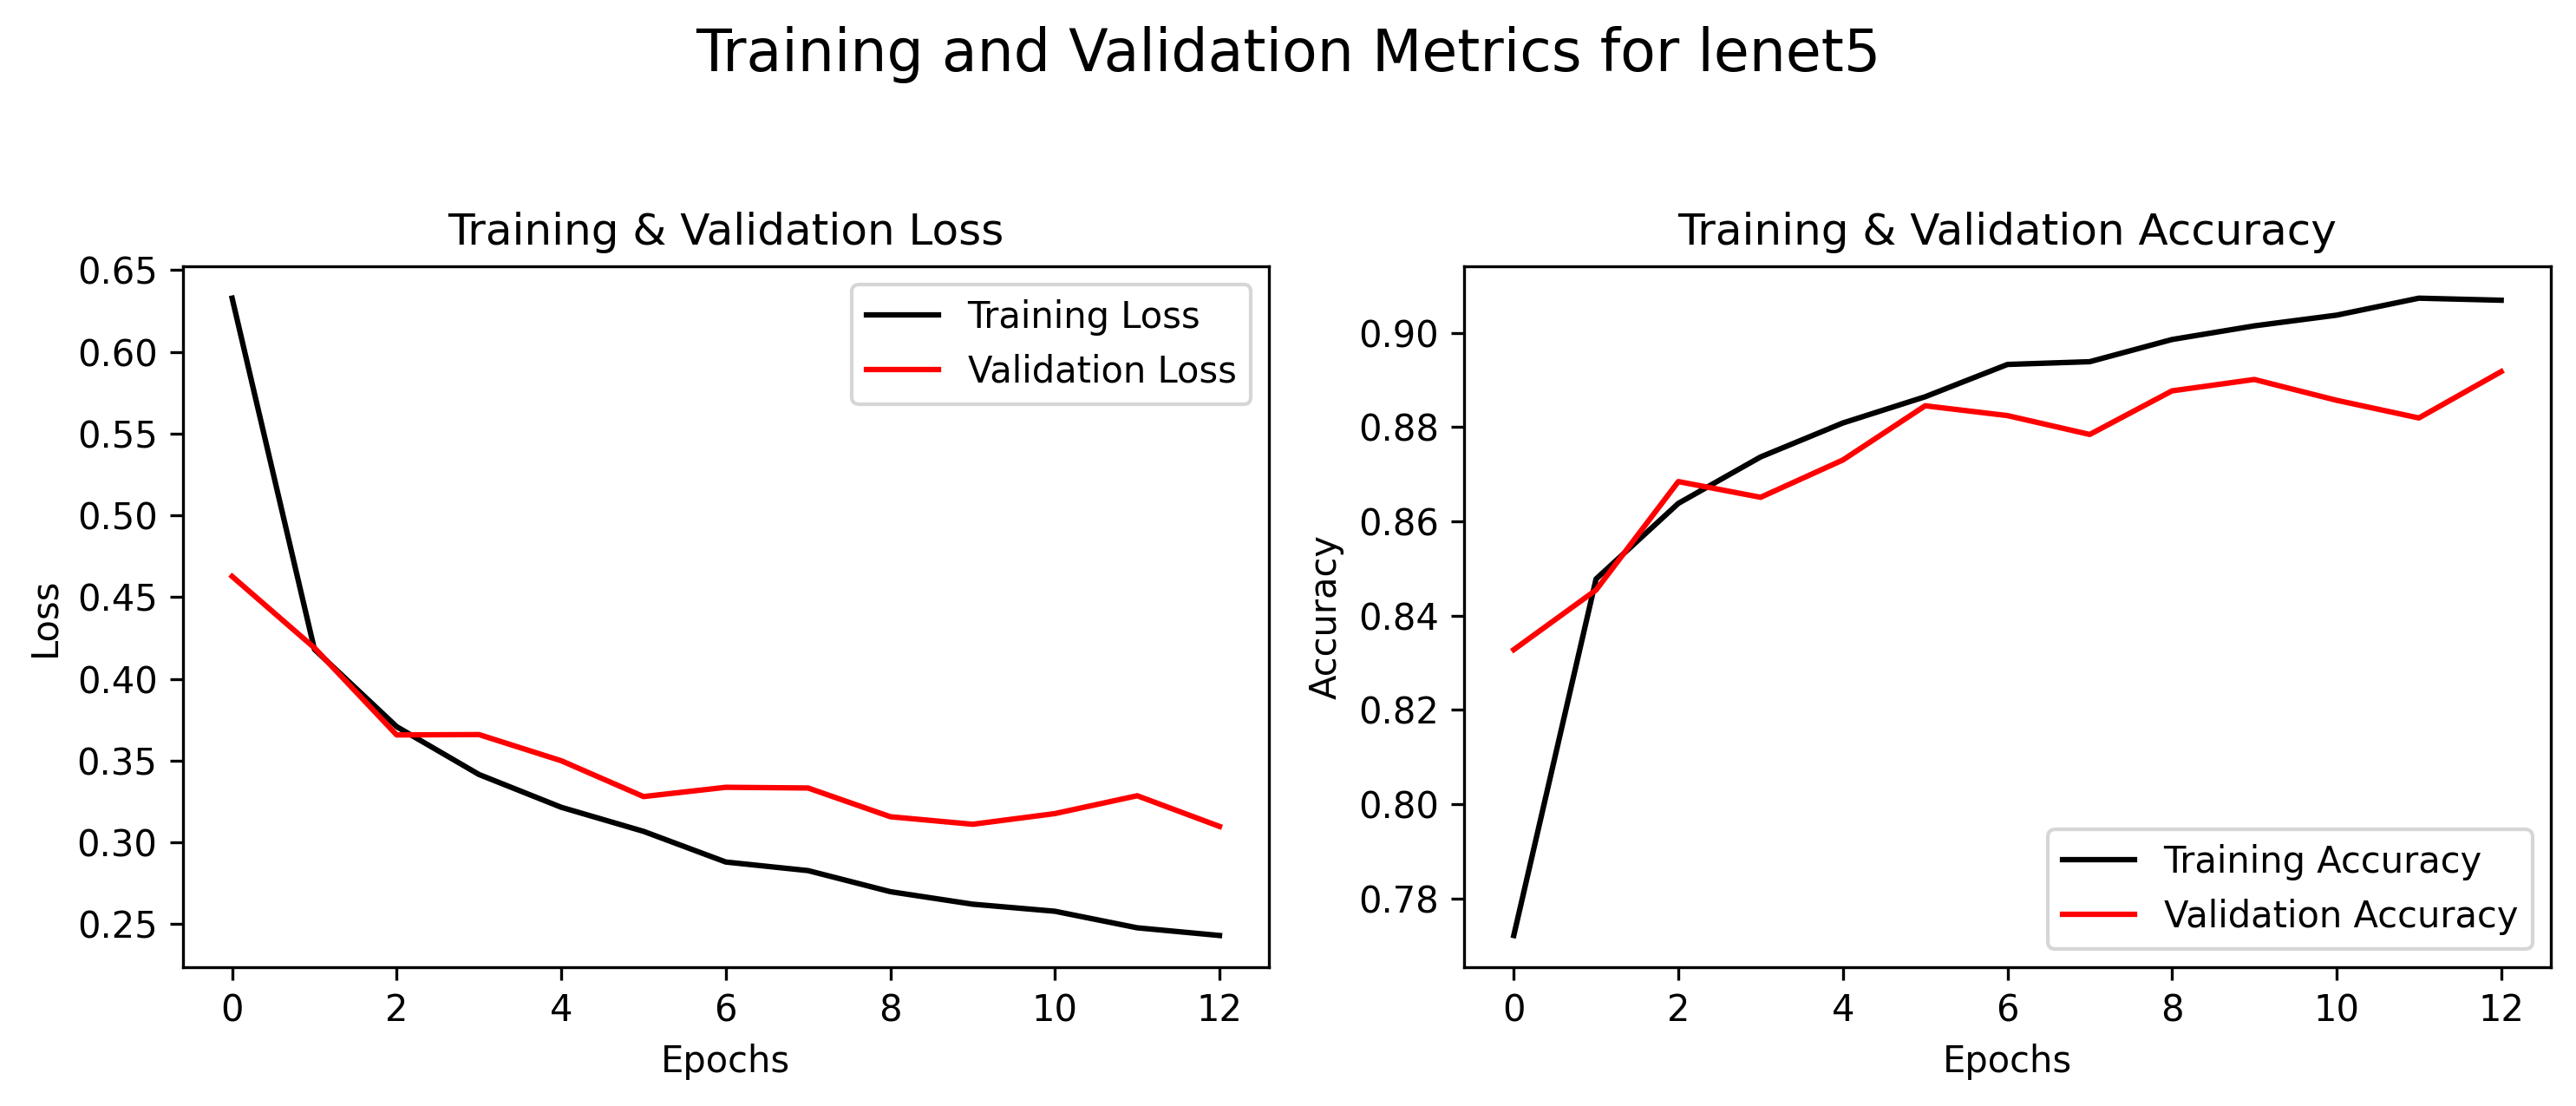 Training and Validation Metrics for lenet5
Training & Validation Loss
0.65
0.60
0.55
0.50
0.45
0.40
0.35
0.30
0.25
Loss
Training Loss
Validation Loss
0 2 4 6 8 10 12
Epochs
Training & Validation Accuracy
0.90
0.88
0.86
0.84
0.82
0.80
0.78
Accuracy
Training Accuracy
Validation Accuracy
0 2 4 6 8 10 12
Epochs